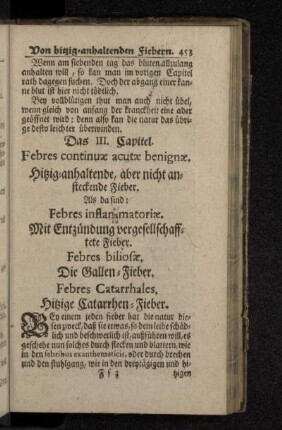 Von hitzig-anhaltenden Fiebern. 453
Wenn am siebenden tag das bluten allzulang
anhalten will, so kan man im vorigen Capitel
rath dagegen suchen. Doch der abgang einer kan-
ne blut ist hier nicht tödlich.
Bey vollblütigen thut man auch nicht übel,
wenn gleich von anfang der kranckheit eine ader
geöffnet wird: denn also kan die natur das übri-
ge desto leichter überwinden.
Das III. Capitel.
Febres continuæ acutæ benignæ.
Hitzig-anhaltende, aber nicht an-
steckende Fieber.
Als da sind:
Febres inflammatoriæ.
Mit Entzündung vergesellschaff-
tete Fieber.
Febres biliosæ,
Die Gallen-Fieber.
Febres Catarrhales,
Hitzige Catarrhen-Fieber.
BEy einem jeden fieber hat die natur die-
sen zweck, daß sie etwas, so dem leibe schäd-
lich und beschwerlich ist, ausführen will, es
geschehe nun solches durch flecken und blattern, wie
in den febribus exanthematicis, oder durch brechen
und den stuhlgang, wie in den dreytägigen und hi-
F f 3 tzigen